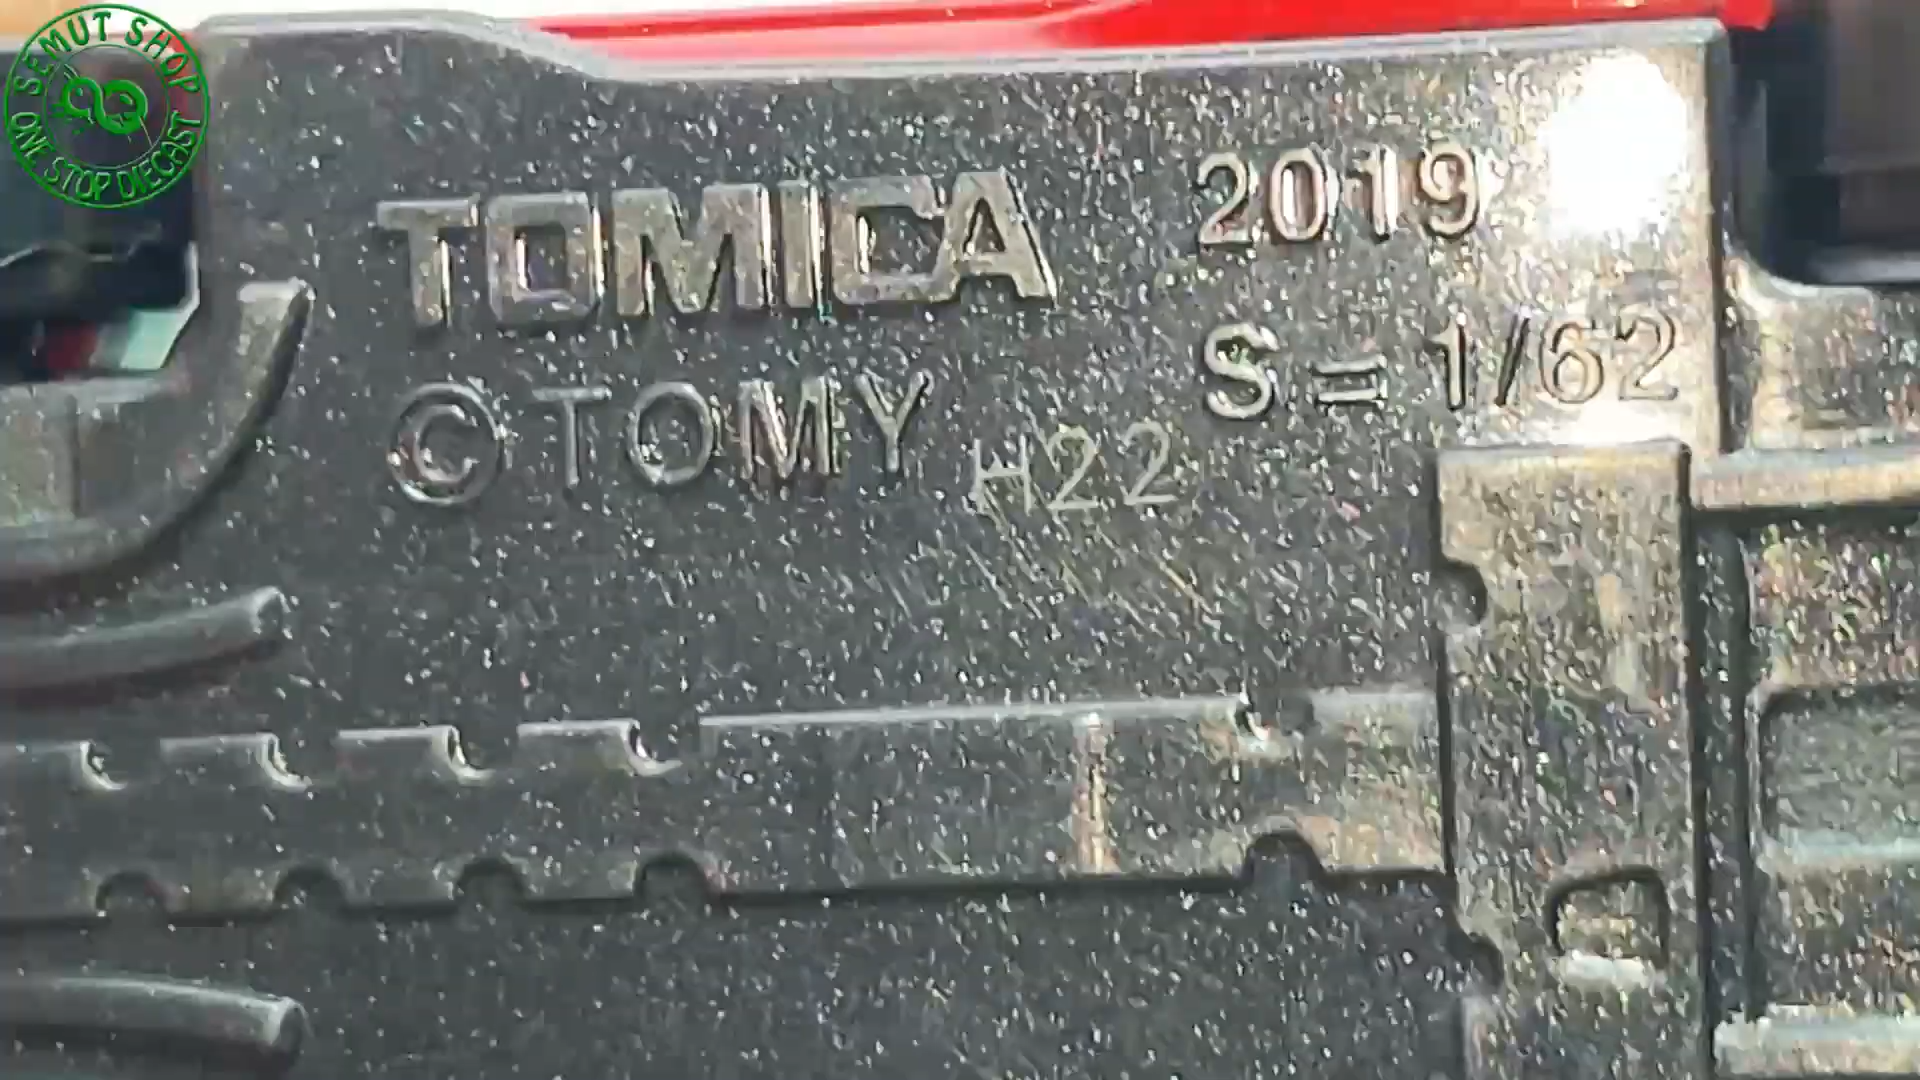 SEMUT SHOP
ONE STOP DIECAST
TOMICA 2019
S=1/62
©TOMY H22